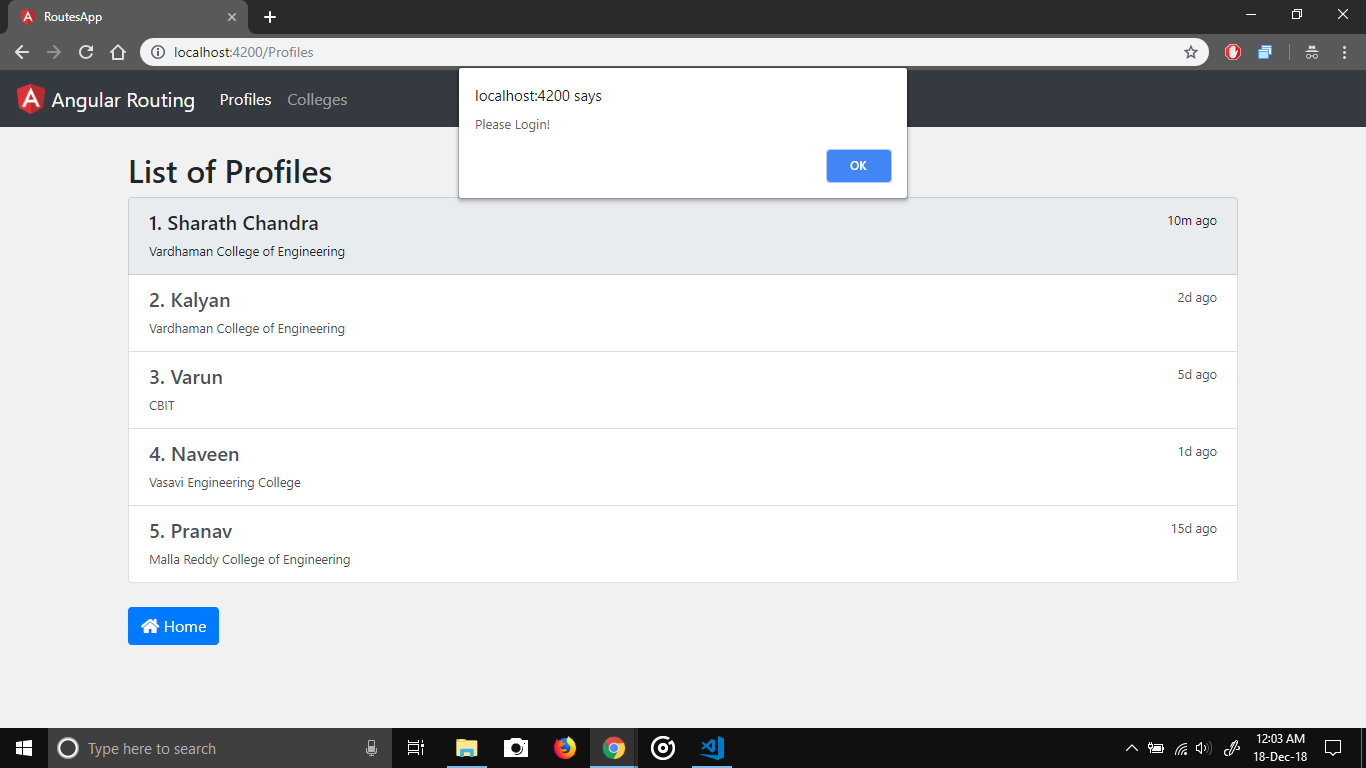 RoutesApp
localhost:4200/Profiles
Angular Routing
Profiles
Colleges
localhost:4200 says
Please Login!
OK
List of Profiles
1. Sharath Chandra
10m ago
Vardhaman College of Engineering
2. Kalyan
2d ago
Vardhaman College of Engineering
3. Varun
5d ago
CBIT
4. Naveen
1d ago
Vasavi Engineering College
5. Pranav
15d ago
Malla Reddy College of Engineering
Home
Type here to search
12:03 AM
18-Dec-18